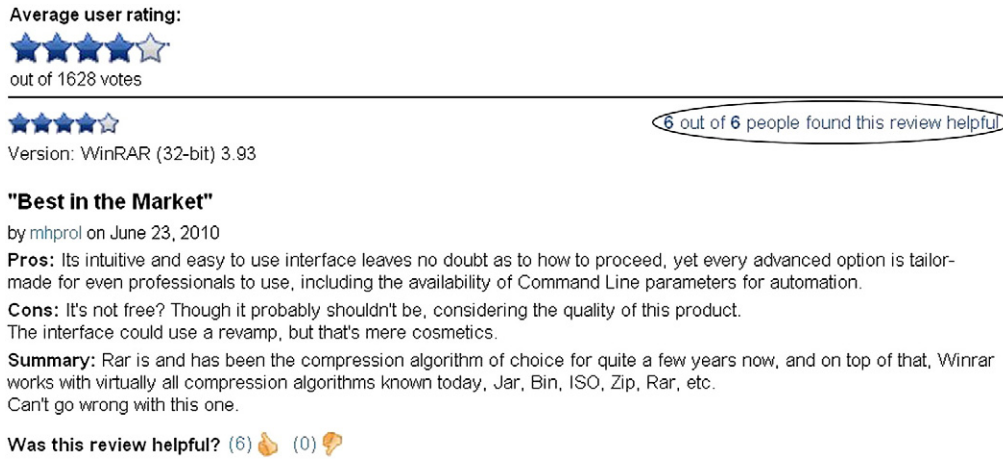 Average user rating:
out of 1628 votes
6 out of 6 people found this review helpful
Version: WinRAR (32-bit) 3.93
"Best in the Market"
by mhprol on June 23, 2010
Pros: Its intuitive and easy to use interface leaves no doubt as to how to proceed, yet every advanced option is tailor-
made for even professionals to use, including the availability of Command Line parameters for automation.
Cons: It's not free? Though it probably shouldn't be, considering the quality of this product.
The interface could use a revamp, but that's mere cosmetics.
Summary: Rar is and has been the compression algorithm of choice for quite a few years now, and on top of that, Winrar
works with virtually all compression algorithms known today, Jar, Bin, ISO, Zip, Rar, etc.
Can't go wrong with this one.
Was this review helpful? (6) (0)